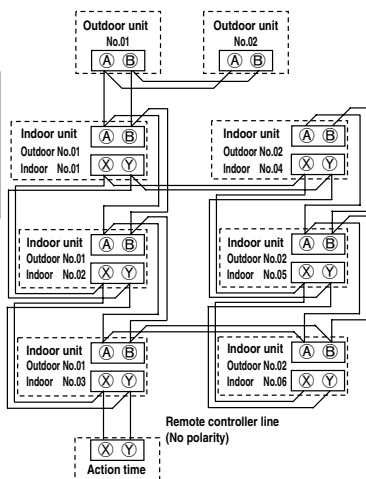 Outdoor unit
No.01
A B
Outdoor unit
No.02
A B
Indoor unit
Outdoor No.01
Indoor No.01
A B
X Y
Indoor unit
Outdoor No.02
Indoor No.04
A B
X Y
Indoor unit
Outdoor No.01
Indoor No.02
A B
X Y
Indoor unit
Outdoor No.02
Indoor No.05
A B
X Y
Indoor unit
Outdoor No.01
Indoor No.03
A B
X Y
Indoor unit
Outdoor No.02
Indoor No.06
A B
X Y
Remote controller line
(No polarity)
X Y
Action time